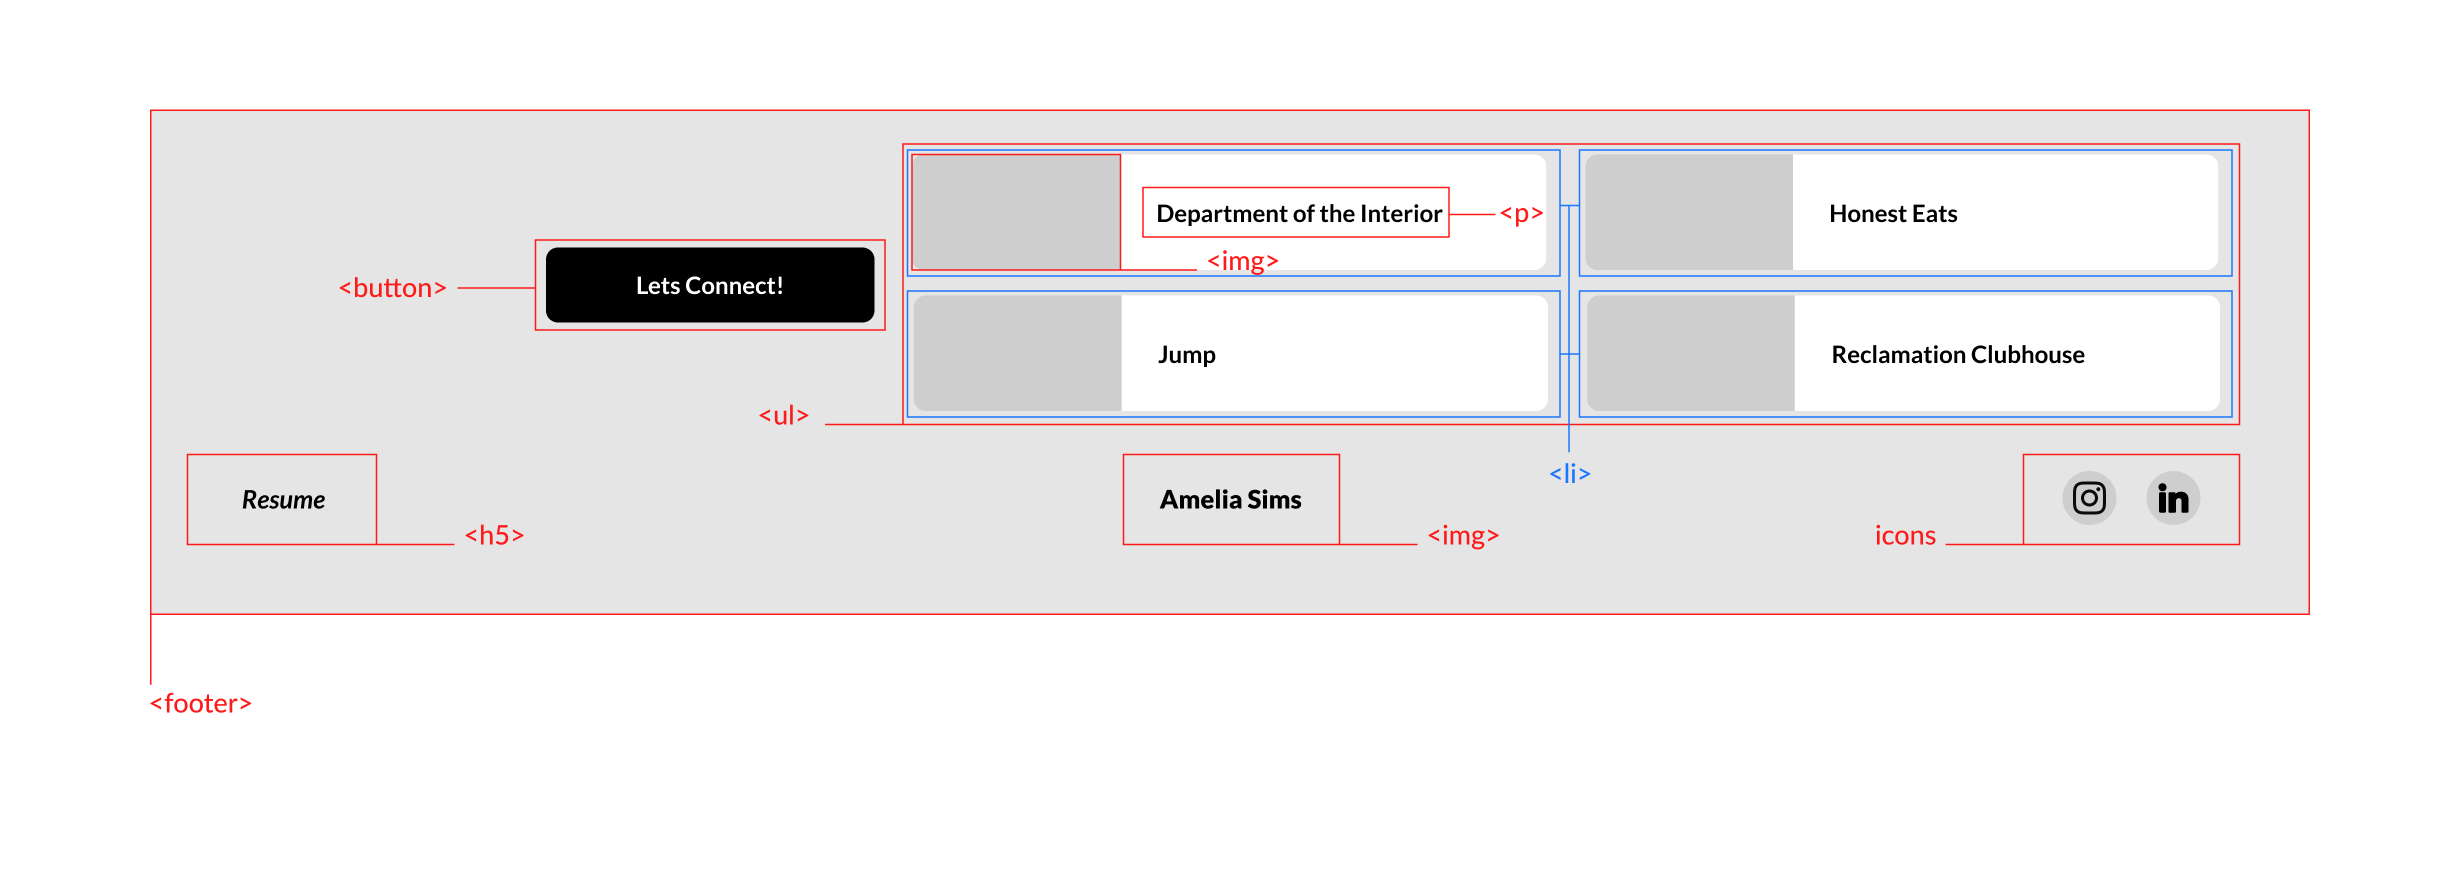 Department of the Interior
<p>
Honest Eats
<img>
<button>
Lets Connect!
Jump
Reclamation Clubhouse
<ul>
<li>
Resume
<h5>
Amelia Sims
<img>
icons
in
<footer>